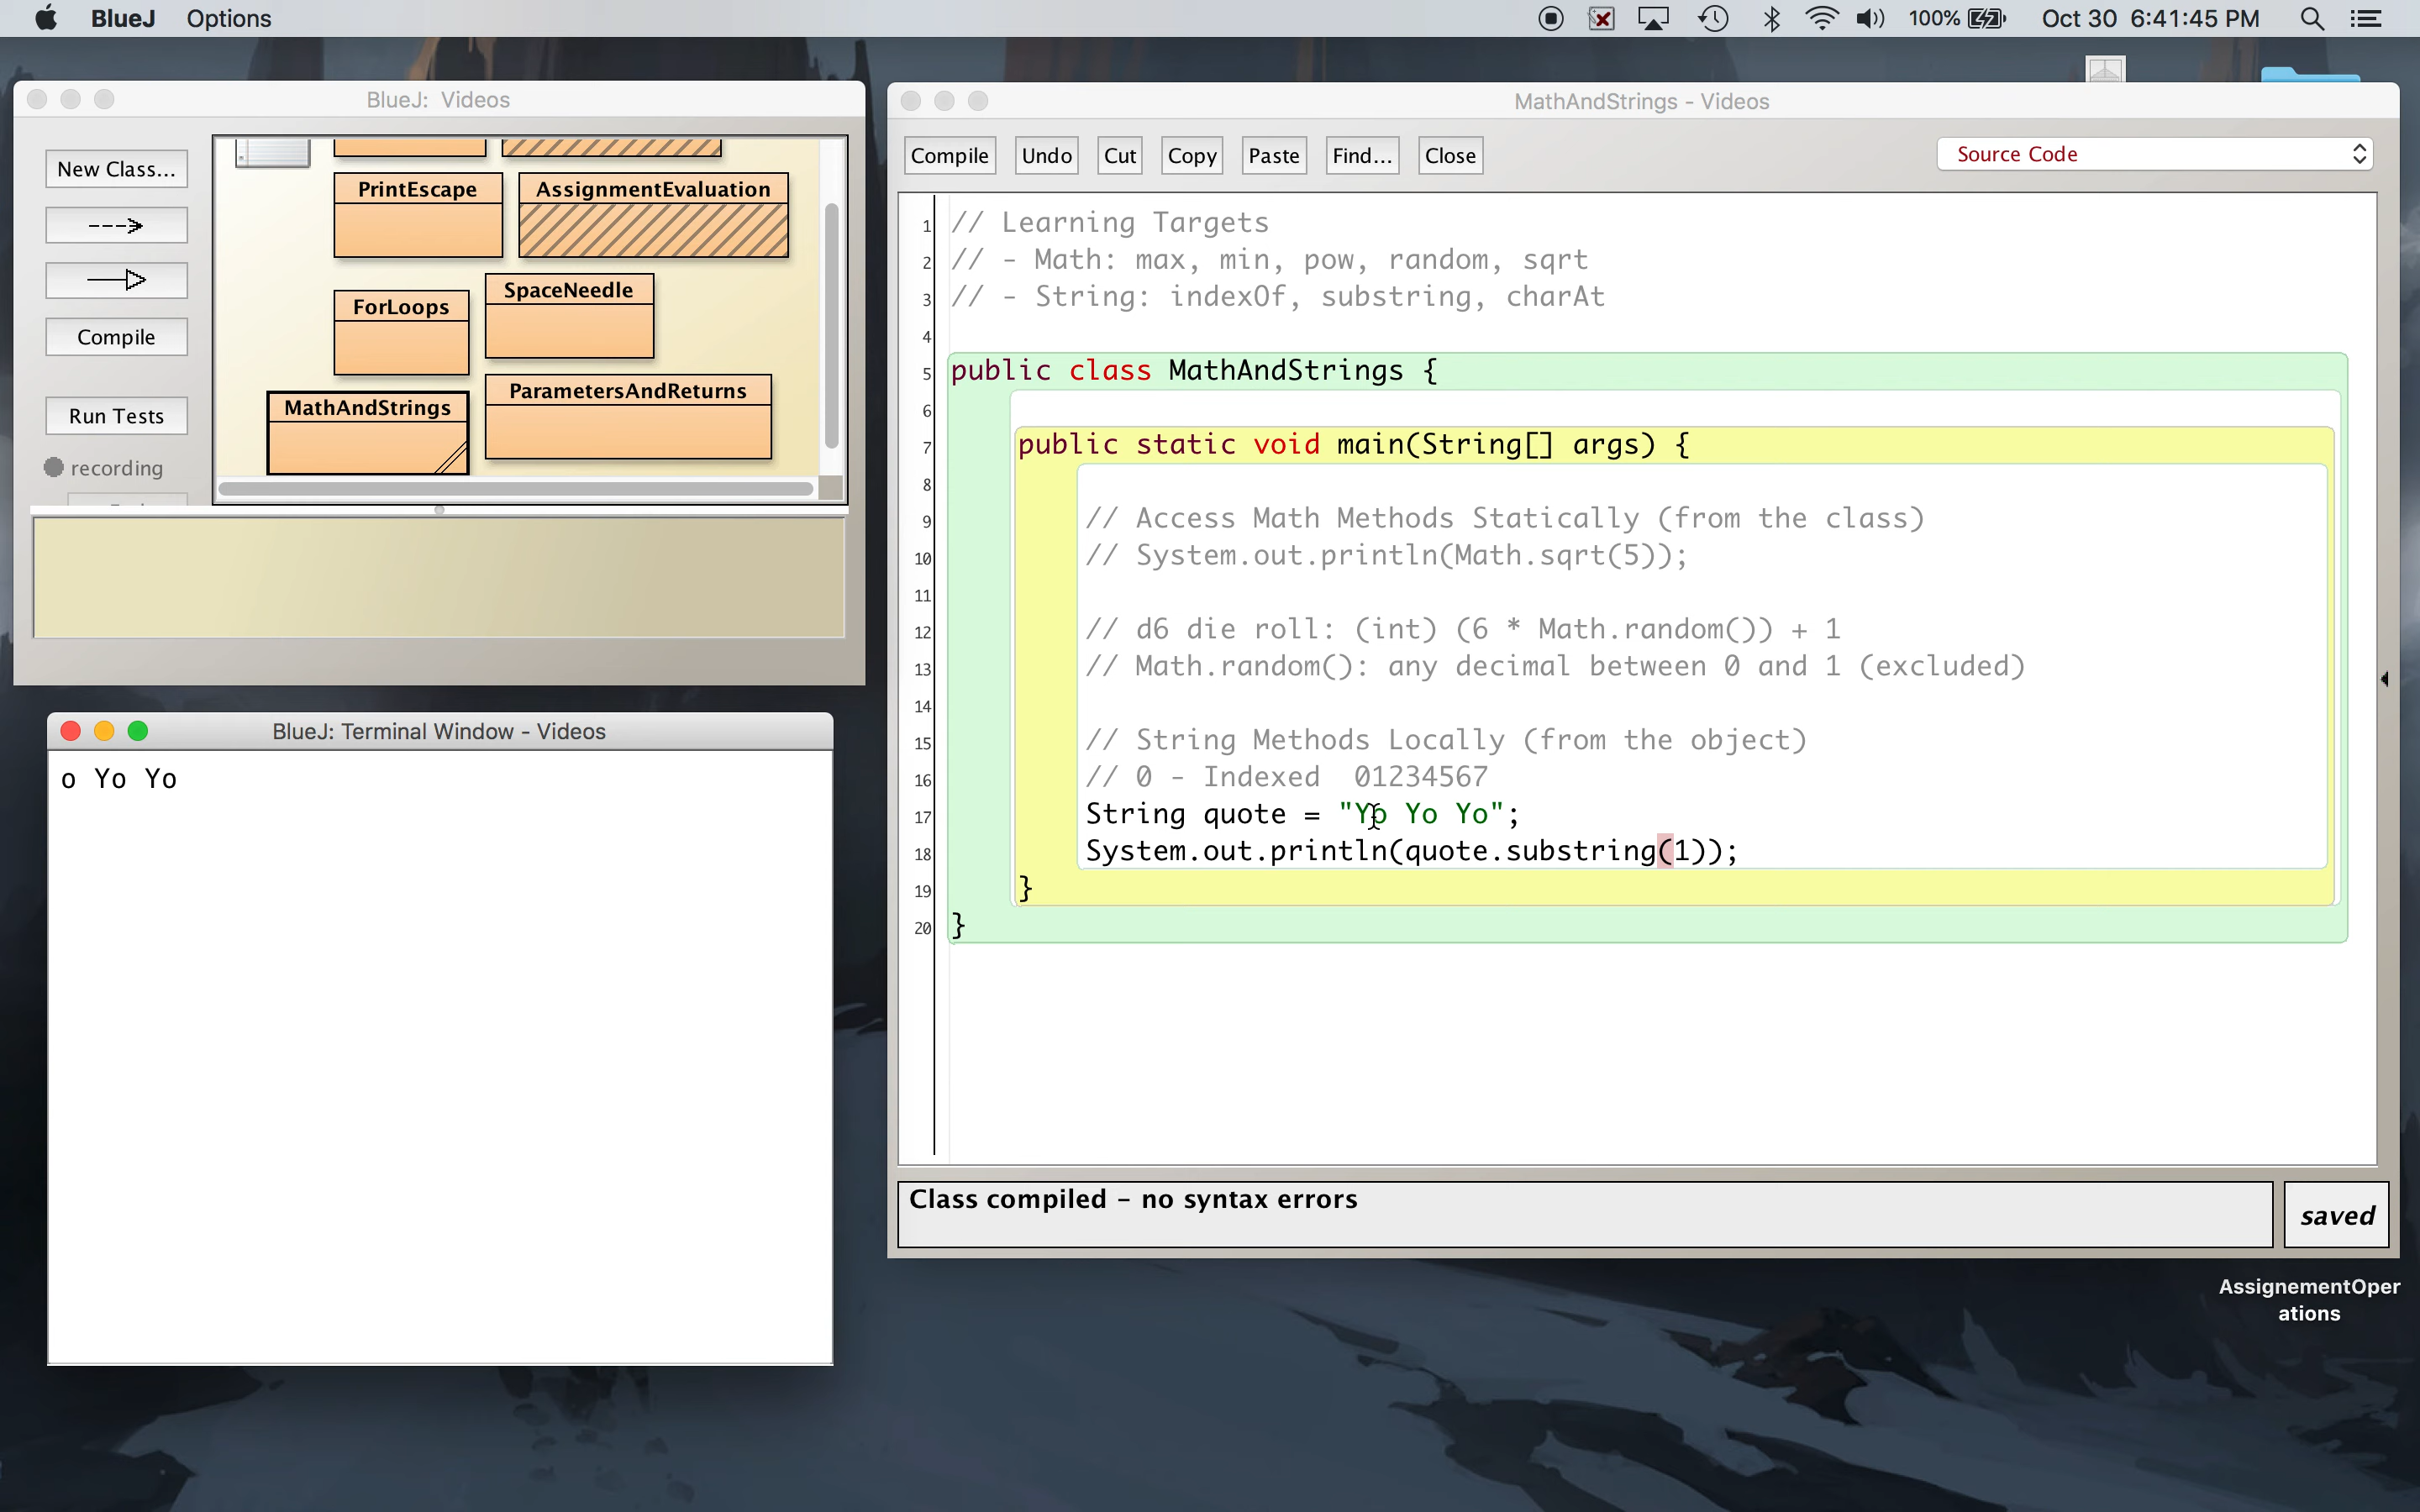 BlueJ Options 100% Oct 30 6:41:45 PM
BlueJ: Videos
New Class...
Compile
Run Tests
recording
PrintEscape
AssignmentEvaluation
ForLoops
SpaceNeedle
MathAndStrings
ParametersAndReturns
BlueJ: Terminal Window - Videos
o Yo Yo
MathAndStrings - Videos
Compile Undo Cut Copy Paste Find... Close Source Code
1 // Learning Targets
2 // - Math: max, min, pow, random, sqrt
3 // - String: indexOf, substring, charAt
4
5 public class MathAndStrings {
6
7 public static void main(String[] args) {
8
9 // Access Math Methods Statically (from the class)
10 // System.out.println(Math.sqrt(5));
11
12 // d6 die roll: (int) (6 * Math.random()) + 1
13 // Math.random(): any decimal between 0 and 1 (excluded)
14
15 // String Methods Locally (from the object)
16 // 0 - Indexed  01234567
17 String quote = "Yo Yo Yo";
18 System.out.println(quote.substring(1));
19 }
20 }
Class compiled - no syntax errors
saved
AssignementOper
ations